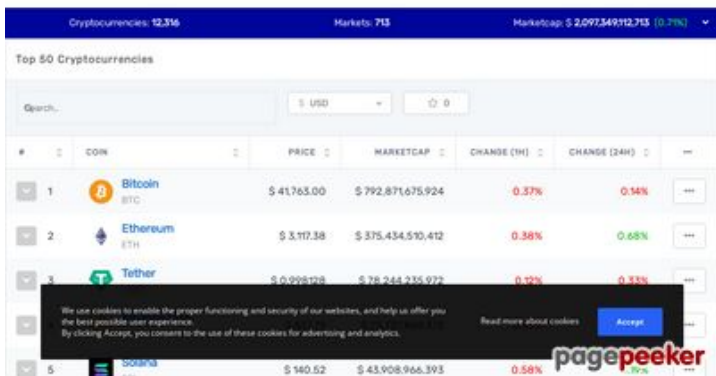 Cryptocurrencies: 12,316 Markets: 713 Marketcap: $ 2,097,349,112,713 (0.71%)
Top 50 Cryptocurrencies
Search..
$ USD 0
# COIN PRICE MARKETCAP CHANGE (1H) CHANGE (24H)
1 Bitcoin $ 41,763.00 $ 792,871,675,924 0.37% 0.14%
BTC
2 Ethereum $ 3,117.38 $ 375,434,510,412 0.38% 0.68%
ETH
3 Tether $ 0.998128 $ 78,244,235,972 0.12% 0.33%
We use cookies to enable the proper functioning and security of our websites, and help us offer you
the best possible user experience.
By clicking Accept, you consent to the use of these cookies for advertising and analytics.
Read more about cookies Accept
5 Solana $ 140.52 $ 43,908,966,393 0.58%
pagepeeker